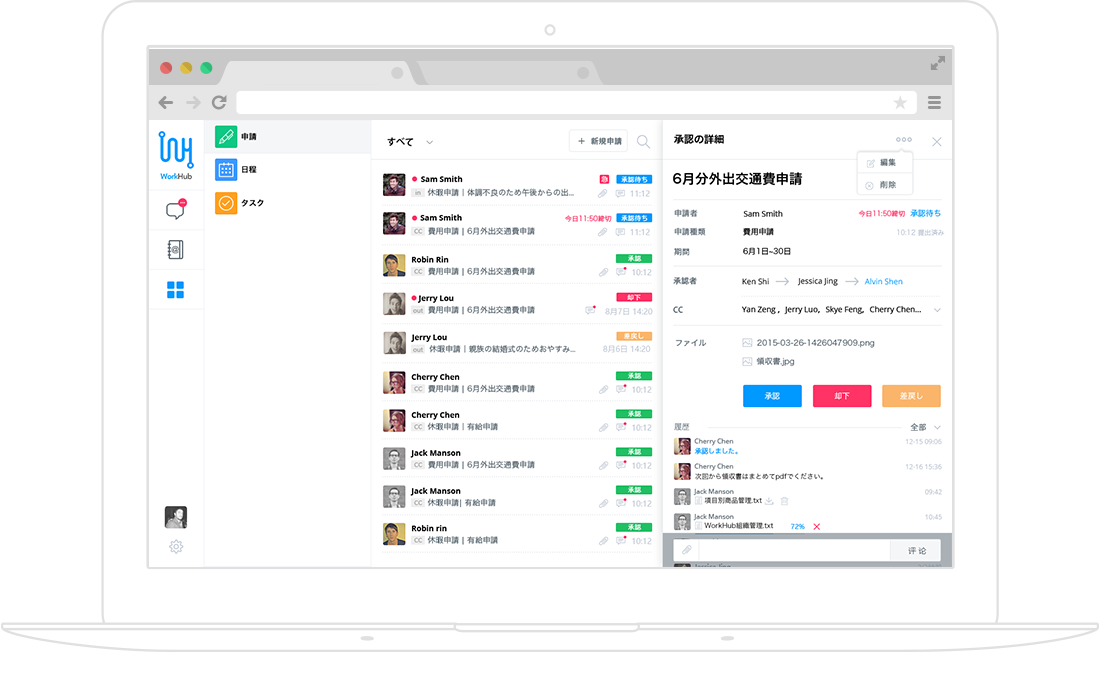 WorkHub
申請
日程
タスク
すべて
+ 新規申請
Sam Smith 急 承認待ち
in 休暇申請 | 体調不良のため午後からの出... 11:12
Sam Smith 今日11:50締切 承認待ち
CC 費用申請 | 6月外出交通費申請 11:12
Robin Rin 承認
CC 費用申請 | 6月外出交通費申請 10:12
Jerry Lou 却下
out 費用申請 | 6月外出交通費申請 8月7日 14:20
Jerry Lou 差戻し
out 休暇申請 | 親族の結婚式のためおやすみ... 8月6日 14:20
Cherry Chen 承認
CC 費用申請 | 6月外出交通費申請 10:12
Cherry Chen 承認
CC 休暇申請 | 有給申請 10:12
Jack Manson 承認
CC 費用申請 | 6月外出交通費申請 10:12
Jack Manson 承認
CC 休暇申請| 有給申請 10:12
Robin rin 承認
CC 休暇申請 | 有給申請 10:12
承認の詳細
編集
削除
6月分外出交通費申請
申請者 Sam Smith 今日11:50締切 承認待ち
申請種類 費用申請 10:12 提出済み
期間 6月1日~30日
承認者 Ken Shi → Jessica Jing → Alvin Shen
CC Yan Zeng , Jerry Luo, Skye Feng, Cherry Chen...
ファイル 2015-03-26-1426047909.png
領収書.jpg
承認 却下 差戻し
履歴 全部
Cherry Chen 12-15 09:06
承認しました。
Cherry Chen 12-16 15:36
次回から領収書はまとめてpdfでください。
Jack Manson 09:42
項目別商品管理.txt
Jack Manson 10:45
WorkHub組織管理.txt 72%
评 论